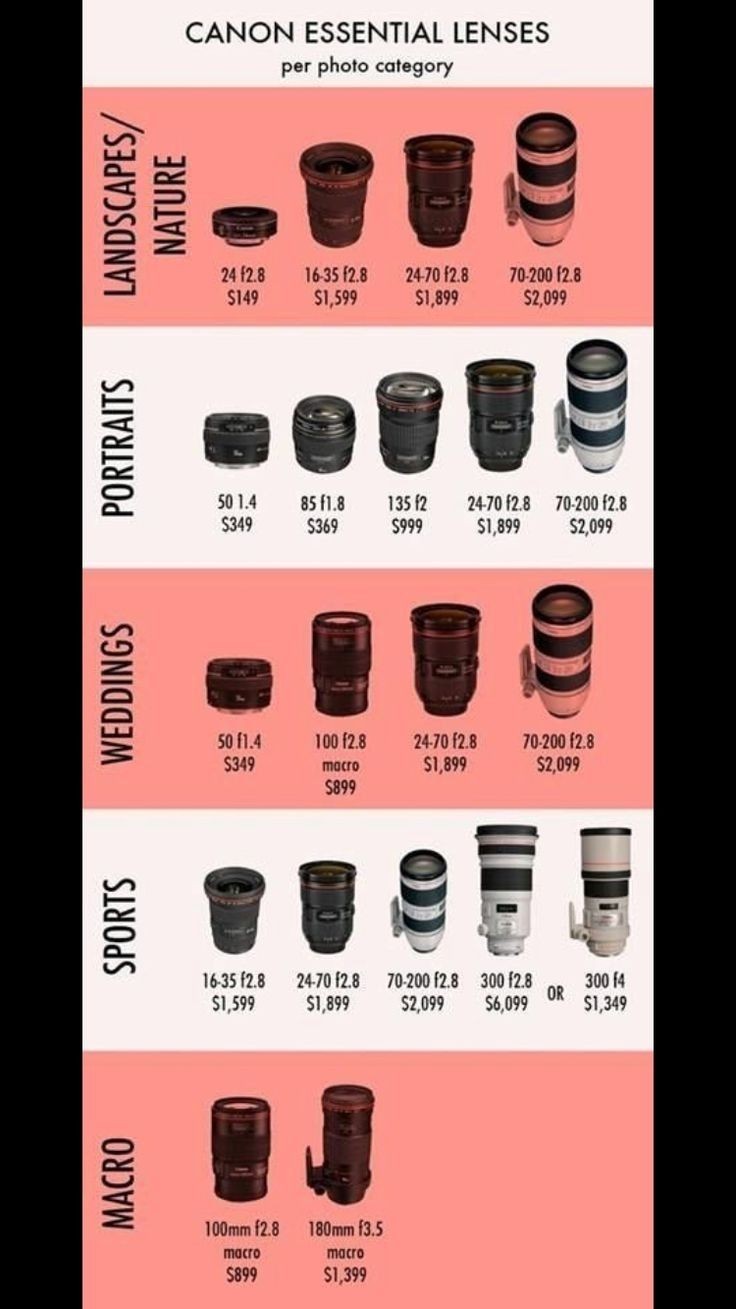 CANON ESSENTIAL LENSES
per photo category
LANDSCAPES/
NATURE
24 f2.8
$149
16-35 f2.8
$1,599
24-70 f2.8
$1,899
70-200 f2.8
$2,099
PORTRAITS
50 1.4
$349
85 f1.8
$369
135 f2
$999
24-70 f2.8
$1,899
70-200 f2.8
$2,099
WEDDINGS
50 f1.4
$349
100 f2.8
macro
$899
24-70 f2.8
$1,899
70-200 f2.8
$2,099
SPORTS
16-35 f2.8
$1,599
24-70 f2.8
$1,899
70-200 f2.8
$2,099
300 f2.8
$6,099
OR
300 f4
$1,349
MACRO
100mm f2.8
macro
$899
180mm f3.5
macro
$1,399